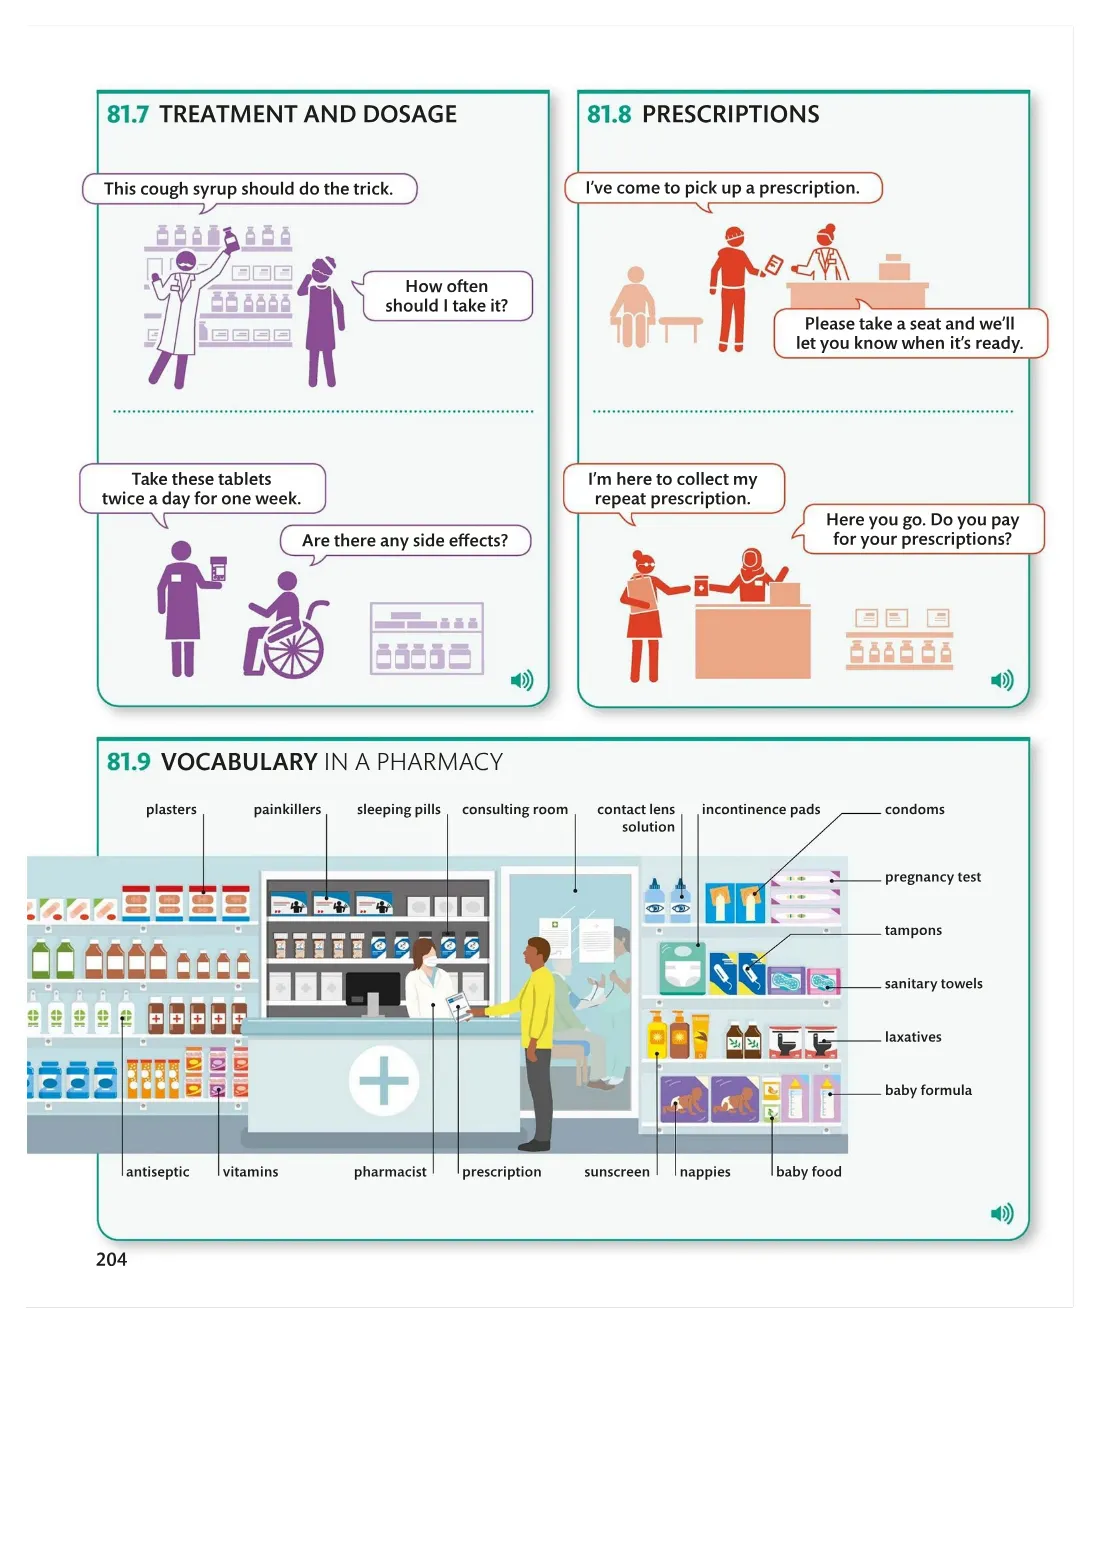 81.7 TREATMENT AND DOSAGE
This cough syrup should do the trick.
How often
should I take it?
Take these tablets
twice a day for one week.
Are there any side effects?
81.8 PRESCRIPTIONS
I've come to pick up a prescription.
Please take a seat and we'll
let you know when it's ready.
I'm here to collect my
repeat prescription.
Here you go. Do you pay
for your prescriptions?
81.9 VOCABULARY IN A PHARMACY
plasters
painkillers
sleeping pills
consulting room
contact lens
solution
incontinence pads
condoms
pregnancy test
tampons
sanitary towels
laxatives
baby formula
antiseptic
vitamins
pharmacist
prescription
sunscreen
nappies
baby food
204